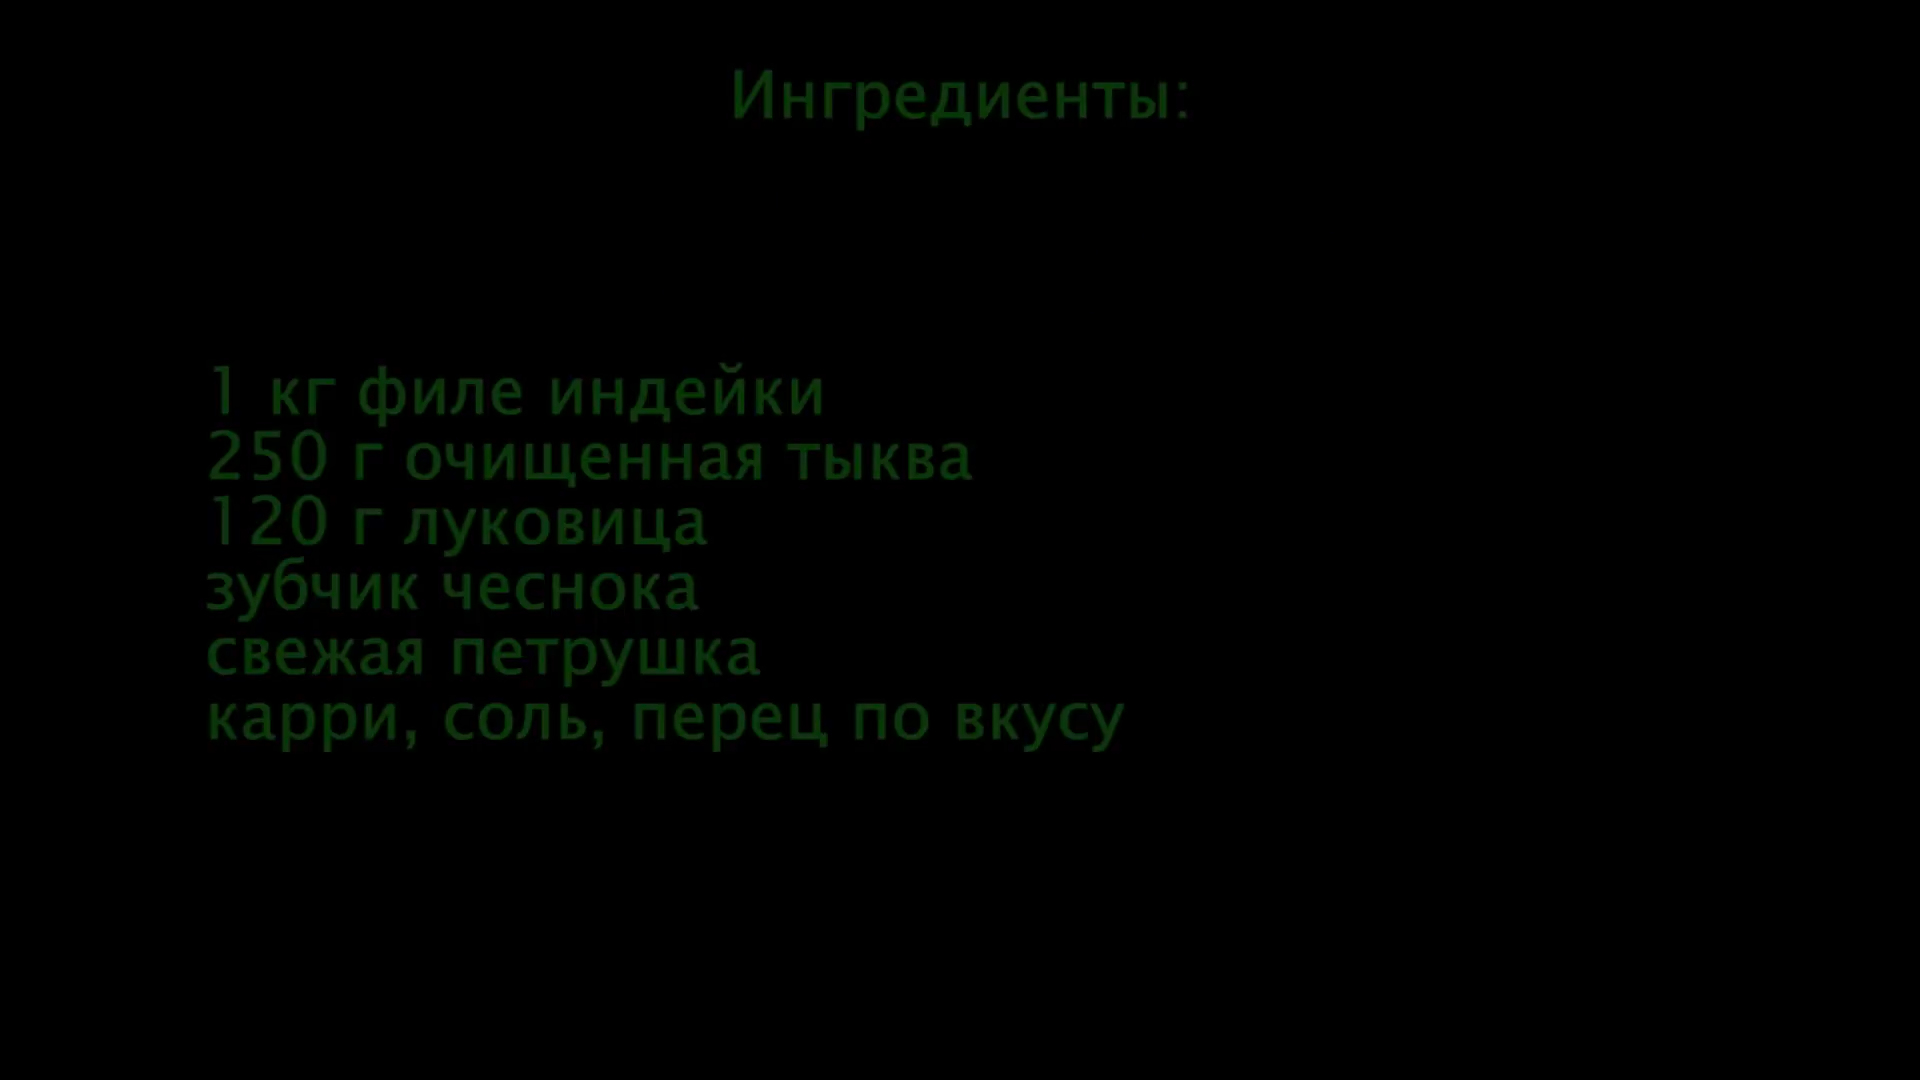 Ингредиенты:
1 кг филе индейки
250 г очищенная тыква
120 г луковица
зубчик чеснока
свежая петрушка
карри, соль, перец по вкусу